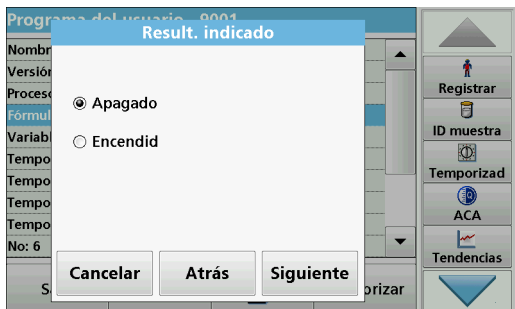 Programa del usuario - 9001
Result. indicado
Nombr
Versión
Proceso
Fórmul
Variabl
Tempo
Tempo
Tempo
Tempo
No: 6
Apagado
Encendid
Cancelar
Atrás
Siguiente
S
orizar
Registrar
ID muestra
Temporizad
ACA
Tendencias